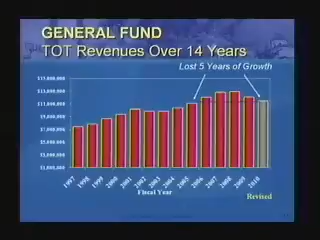 GENERAL FUND
TOT Revenues Over 14 Years
Lost 5 Years of Growth
$15,000,000
$13,000,000
$11,000,000
$9,000,000
$7,000,000
$5,000,000
$3,000,000
$1,000,000
1997 1998 1999 2000 2001 2002 2003 2004 2005 2006 2007 2008 2009 2010
Fiscal Year
Revised